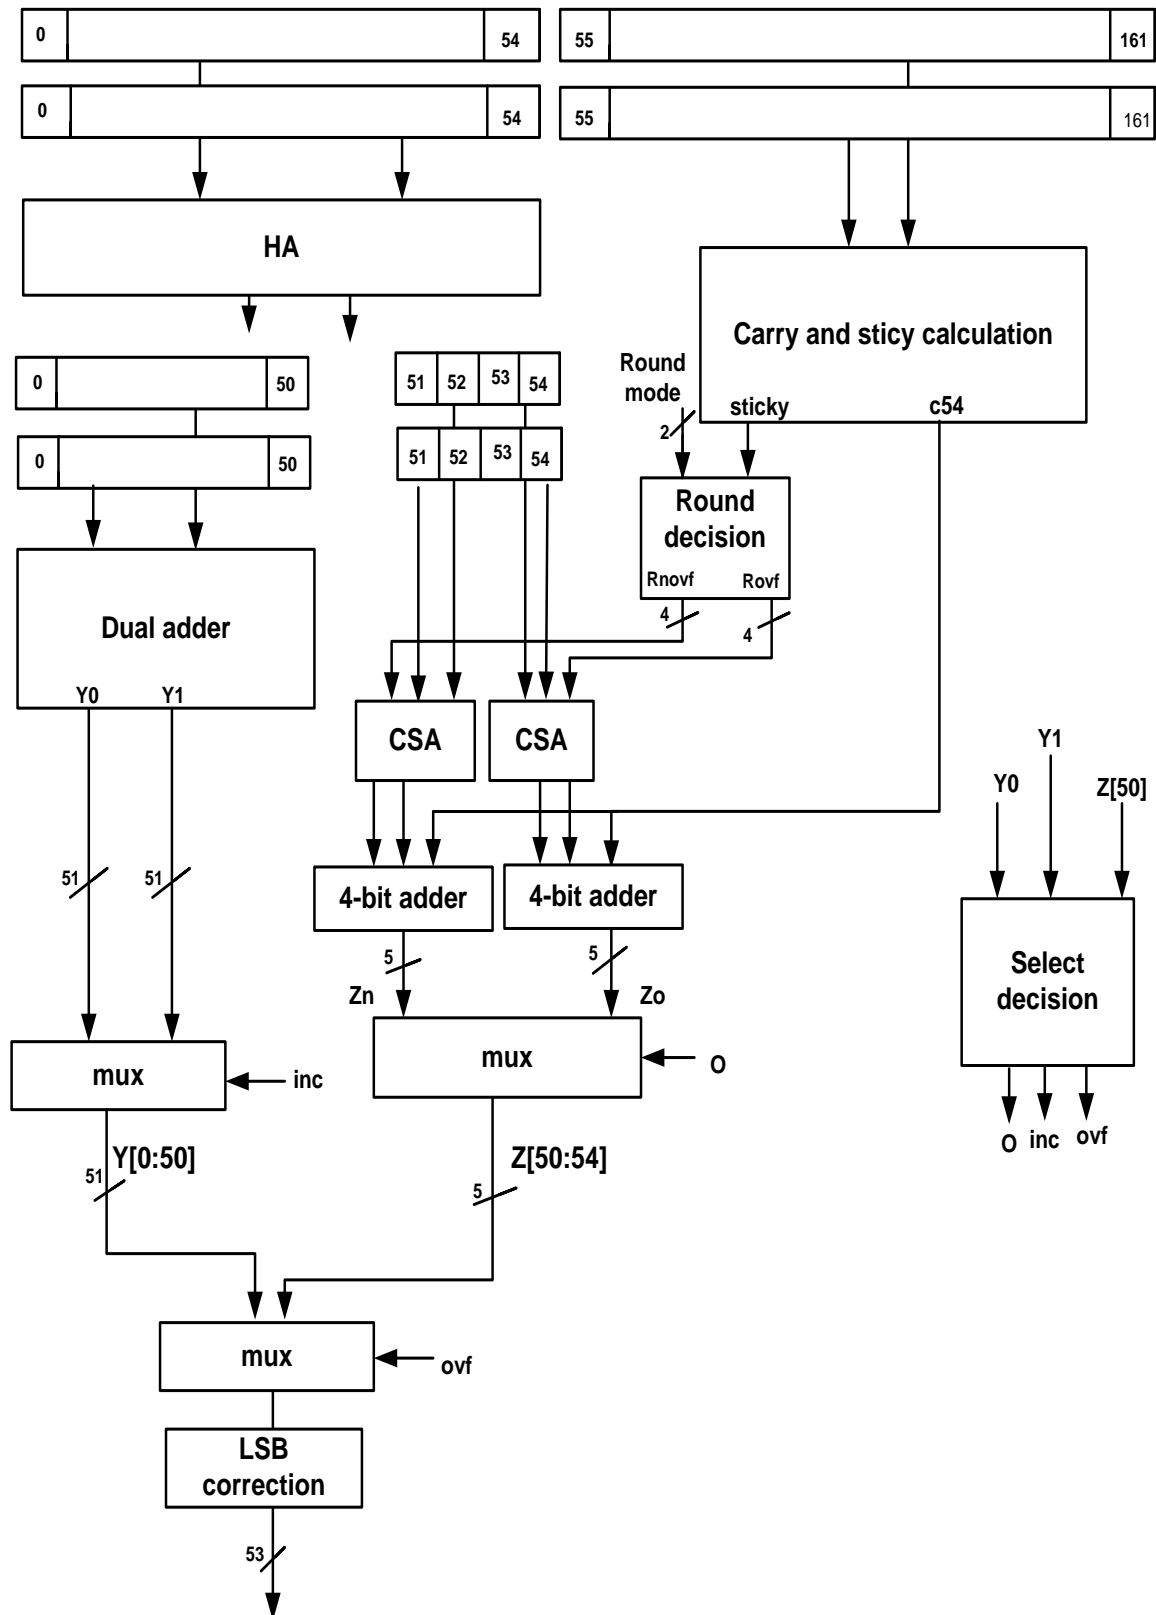 0
54
55
161
0
54
55
161
HA
Carry and sticy calculation
sticky
c54
Round
mode
2
0
50
51
52
53
54
0
50
51
52
53
54
Round
decision
Rnovf
Rovf
4
4
Dual adder
Y0
Y1
CSA
CSA
Y0
Y1
Z[50]
51
51
4-bit adder
4-bit adder
5
5
Zn
Zo
Select
decision
mux
inc
mux
O
O
inc
ovf
Y[0:50]
51
Z[50:54]
5
mux
ovf
LSB
correction
53